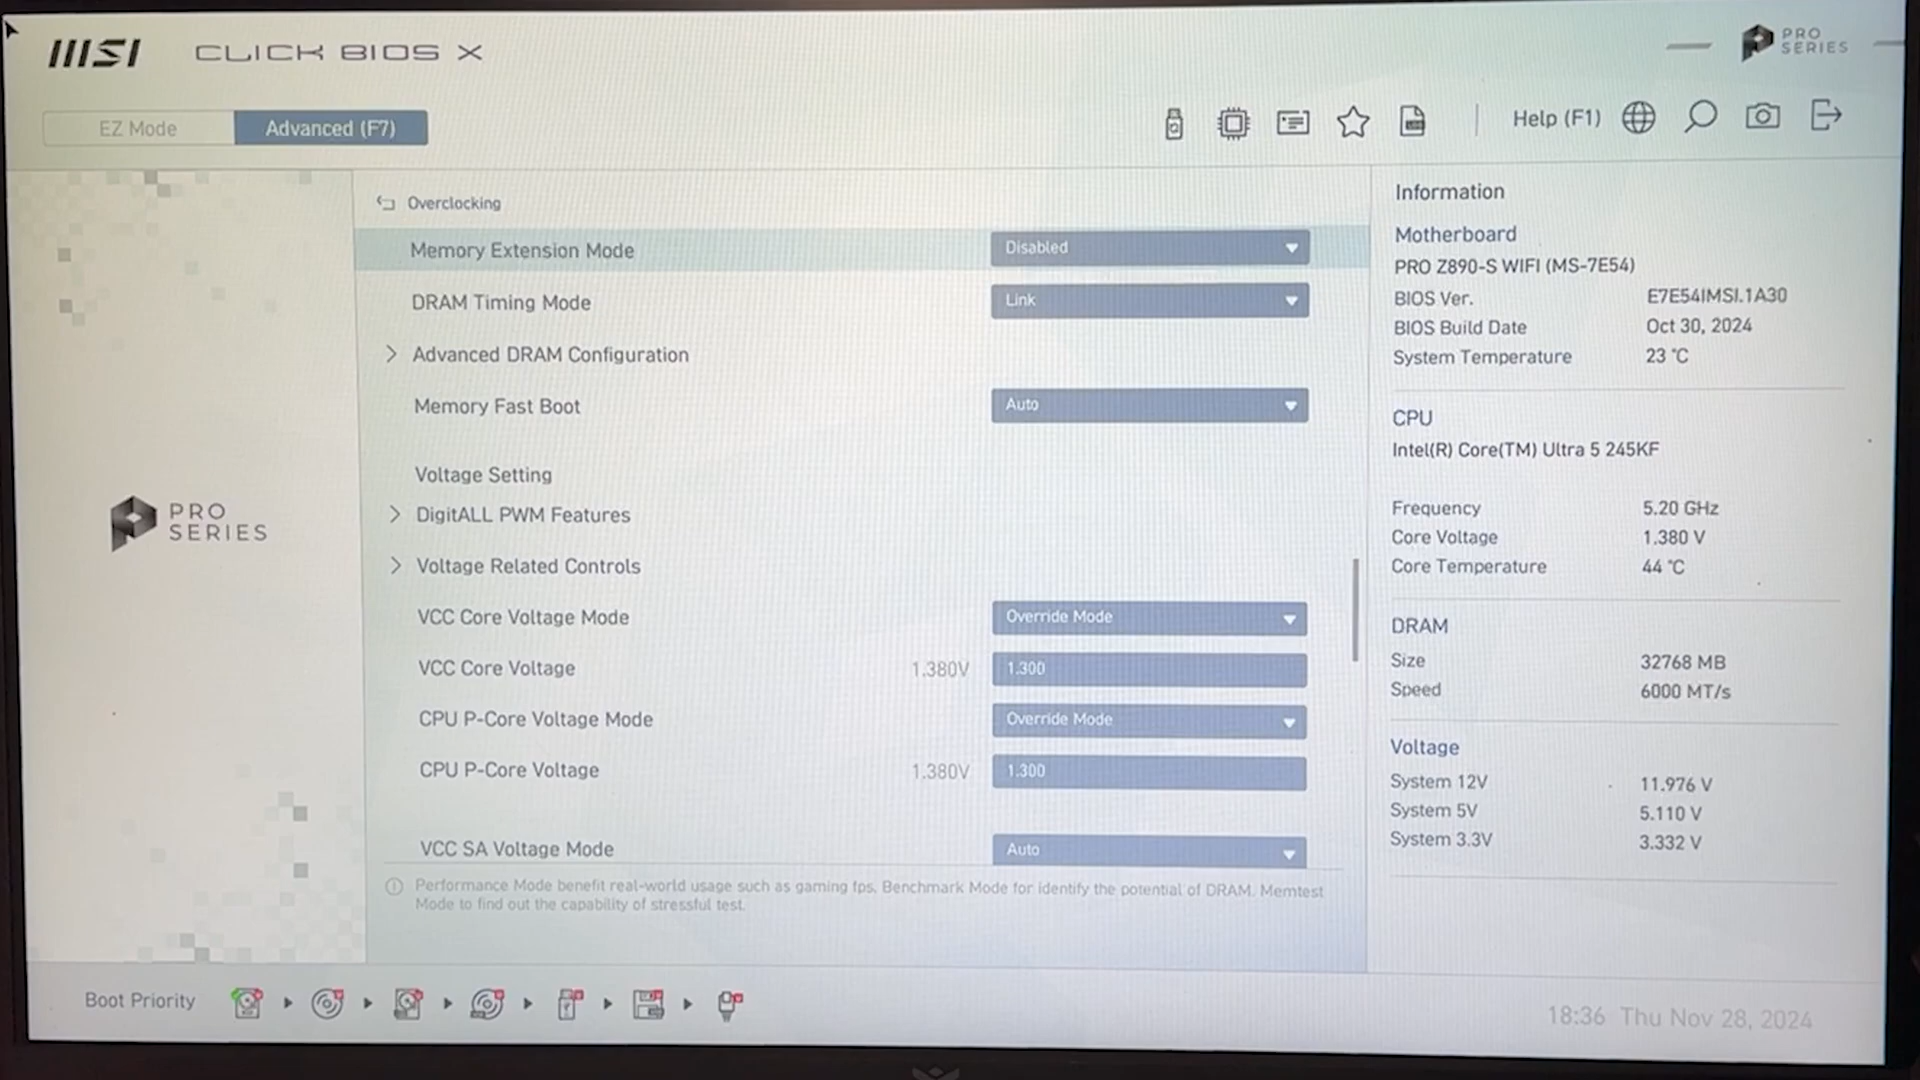 msi CLICK BIOS X
PRO SERIES
EZ Mode
Advanced (F7)
Help (F1)
PRO SERIES
Overclocking
Memory Extension Mode Disabled
DRAM Timing Mode Link
Advanced DRAM Configuration
Memory Fast Boot Auto
Voltage Setting
DigitALL PWM Features
Voltage Related Controls
VCC Core Voltage Mode Override Mode
VCC Core Voltage 1.380V 1.300
CPU P-Core Voltage Mode Override Mode
CPU P-Core Voltage 1.380V 1.300
VCC SA Voltage Mode Auto
Performance Mode benefit real-world usage such as gaming fps. Benchmark Mode for identify the potential of DRAM. Memtest
Mode to find out the capability of stressful test.
Information
Motherboard
PRO Z890-S WIFI (MS-7E54)
BIOS Ver. E7E54IMSI.1A30
BIOS Build Date Oct 30, 2024
System Temperature 23 °C
CPU
Intel(R) Core(TM) Ultra 5 245KF
Frequency 5.20 GHz
Core Voltage 1.380 V
Core Temperature 44 °C
DRAM
Size 32768 MB
Speed 6000 MT/s
Voltage
System 12V 11.976 V
System 5V 5.110 V
System 3.3V 3.332 V
Boot Priority
18:36 Thu Nov 28, 2024